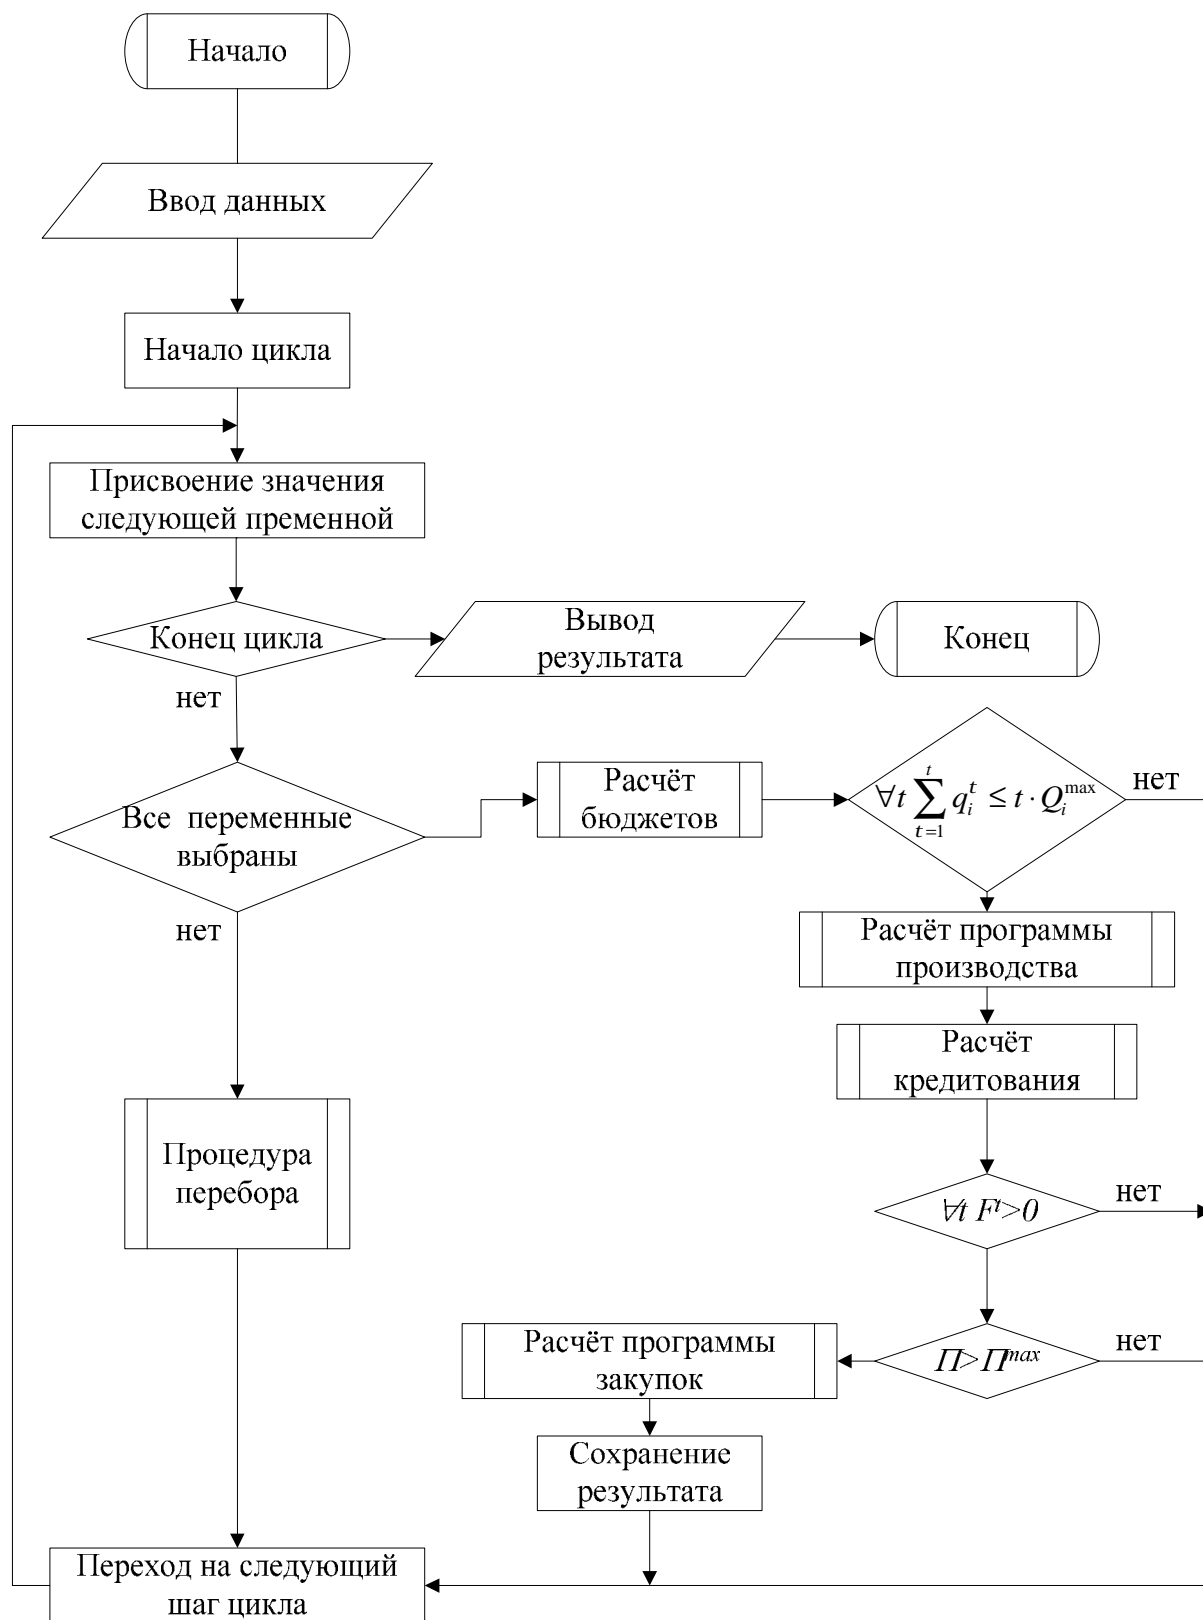 Начало
Ввод данных
Начало цикла
Присвоение значения
следующей пременной
Конец цикла
Вывод
результата
Конец
нет
Все переменные
выбраны
Расчёт
бюджетов
∀t ∑_{t=1}^{t} q_i^t ≤ t · Q_i^{max}
нет
нет
Расчёт программы
производства
Расчёт
кредитования
Процедура
перебора
∀t F^t>0
нет
Расчёт программы
закупок
П>П^{max}
нет
Сохранение
результата
Переход на следующий
шаг цикла